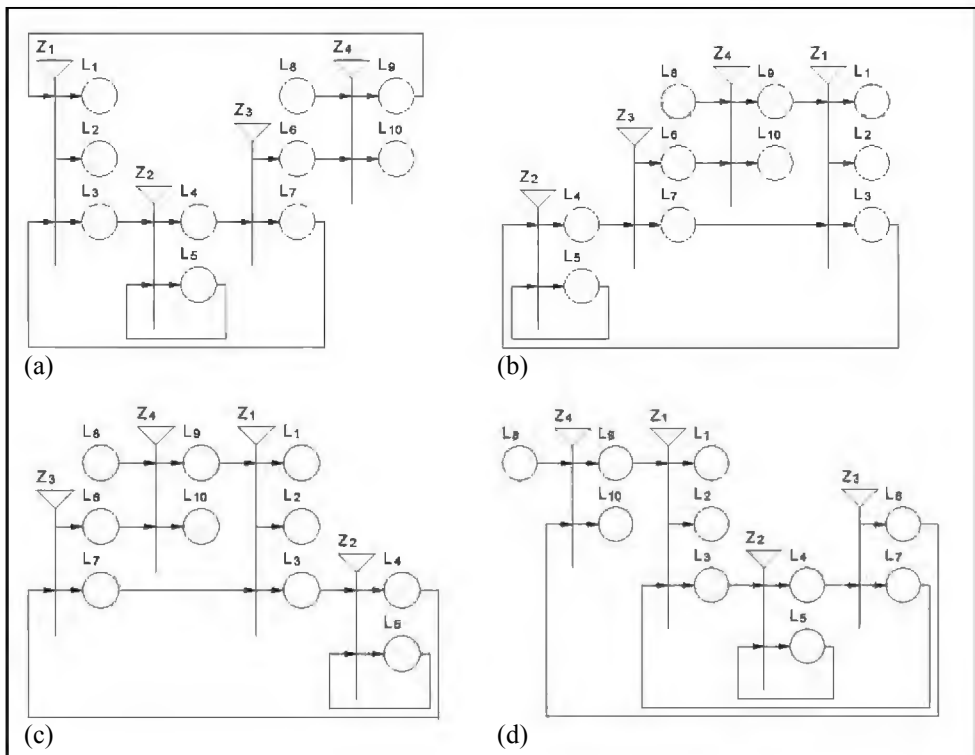 Z1 Z4
L1 L8 L9
Z3
L2 L6 L10
Z2
L3 L4 L7
L5
(a)
Z4 Z1
L8 L9 L1
Z3
L6 L10 L2
Z2
L4 L7 L3
L5
(b)
Z4 Z1
L8 L9 L1
Z3
L6 L10 L2
Z2
L7 L3 L4
L5
(c)
Z4 Z1
L8 L9 L1
Z3
L10 L2 L6
Z2
L3 L4 L7
L5
(d)